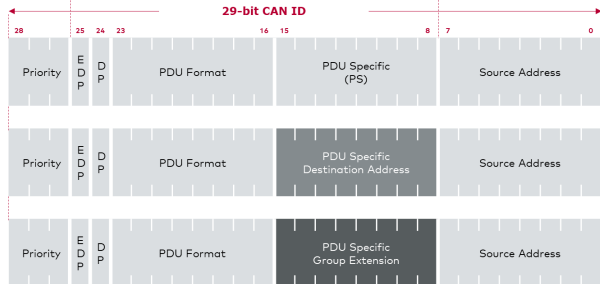 29-bit CAN ID
28 25 24 23 16 15 8 7 0
Priority E D P D P PDU Format PDU Specific (PS) Source Address
Priority E D P D P PDU Format PDU Specific Destination Address Source Address
Priority E D P D P PDU Format PDU Specific Group Extension Source Address